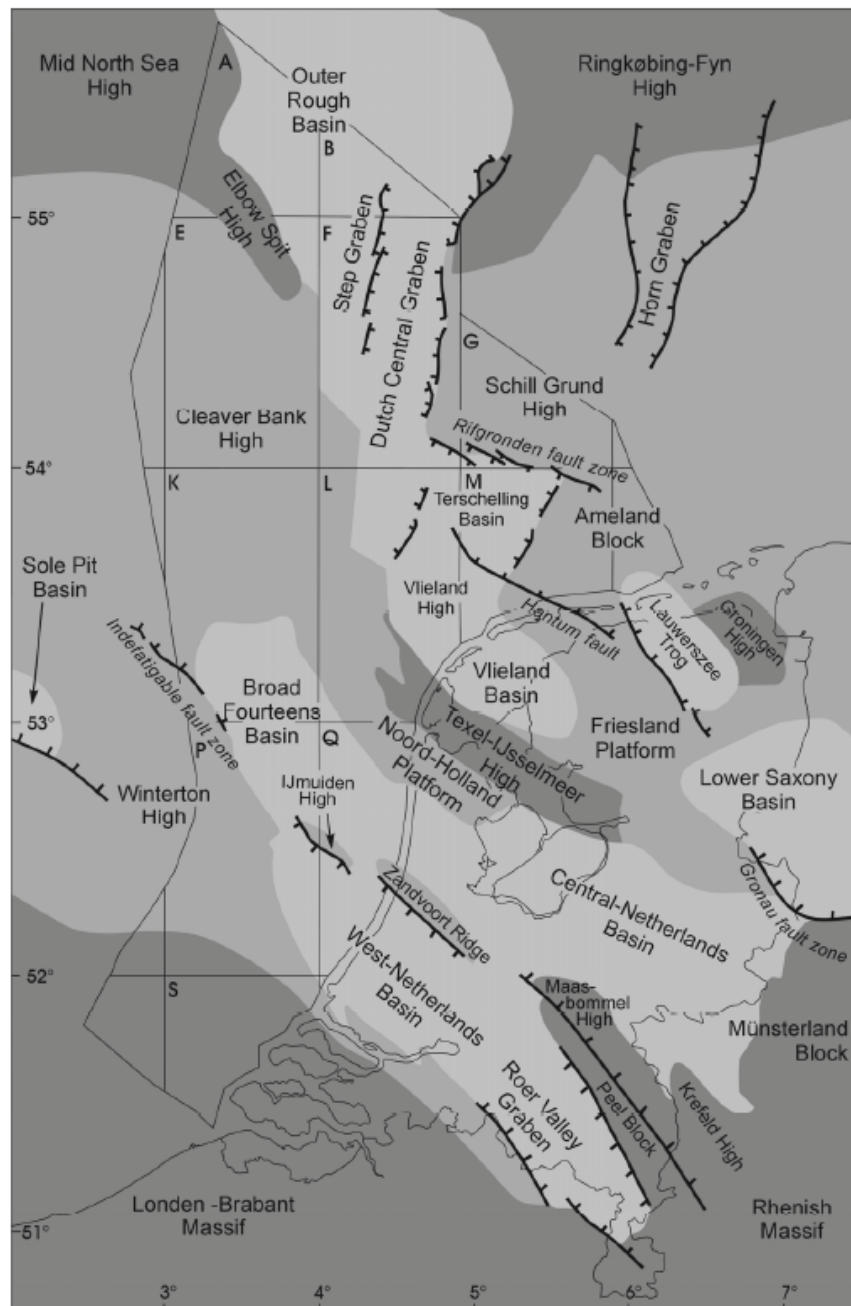 Mid North Sea
High
A
Outer
Rough
Basin
Ringkøbing-Fyn
High
B
Elbow Spit
High
55°
E
F
Step Graben
Dutch Central Graben
Horn Graben
G
Schill Grund
High
Cleaver Bank
High
Rifgronden fault zone
54°
K
L
M
Terschelling
Basin
Ameland
Block
Sole Pit
Basin
Vlieland
High
Hantum fault
Lauwerszee
Trog
Groningen
High
Indefatigable fault zone
Broad
Fourteens
Basin
Vlieland
Basin
53°
P
Q
Texel-IJsselmeer
High
Noord-Holland
Platform
Friesland
Platform
Winterton
High
IJmuiden
High
Lower Saxony
Basin
Zandvoort Ridge
Central-Netherlands
Basin
Gronau fault zone
West-Netherlands
Basin
52°
S
Maas-
bommel
High
Münsterland
Block
Roer Valley
Graben
Peel Block
Krefeld High
Londen -Brabant
Massif
Rhenish
Massif
51°
3°
4°
5°
6°
7°